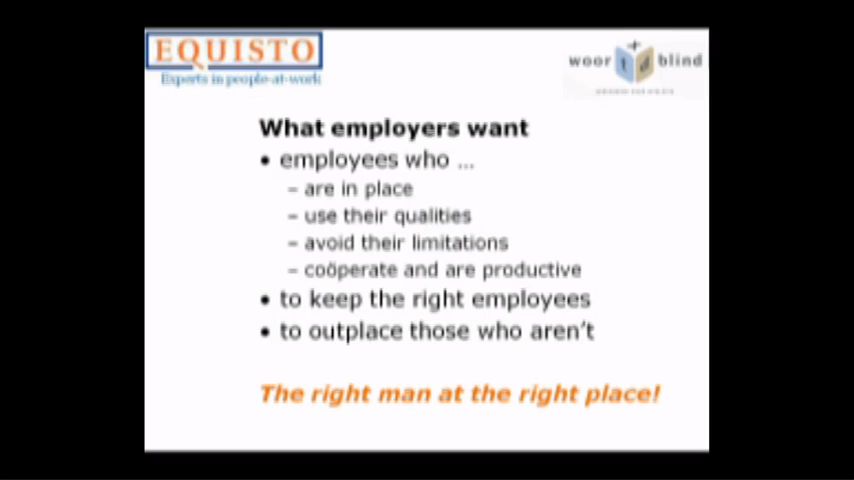 EQUISTO
Experts in people-at-work
woor td blind
What employers want
• employees who ...
– are in place
– use their qualities
– avoid their limitations
– coöperate and are productive
• to keep the right employees
• to outplace those who aren't
The right man at the right place!